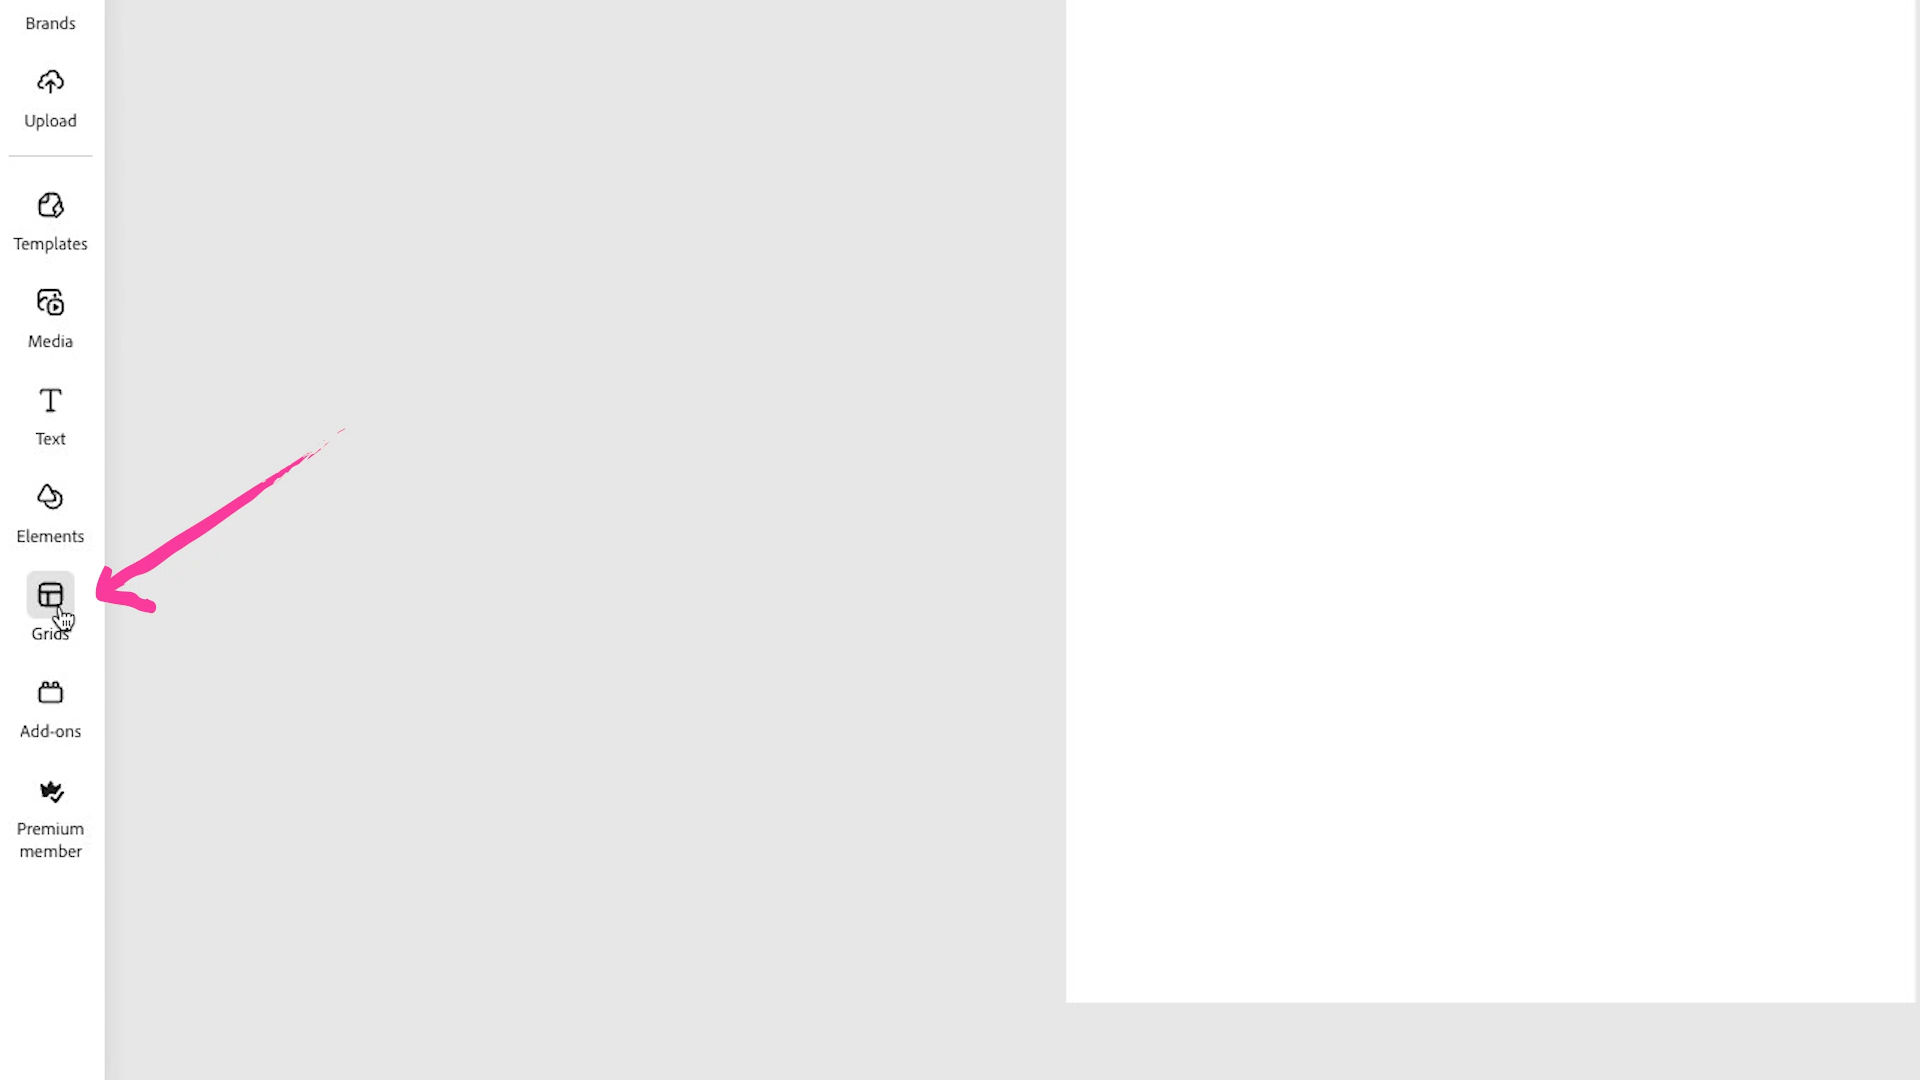 Brands
Upload
Templates
Media
Text
Elements
Grids
Add-ons
Premium
member